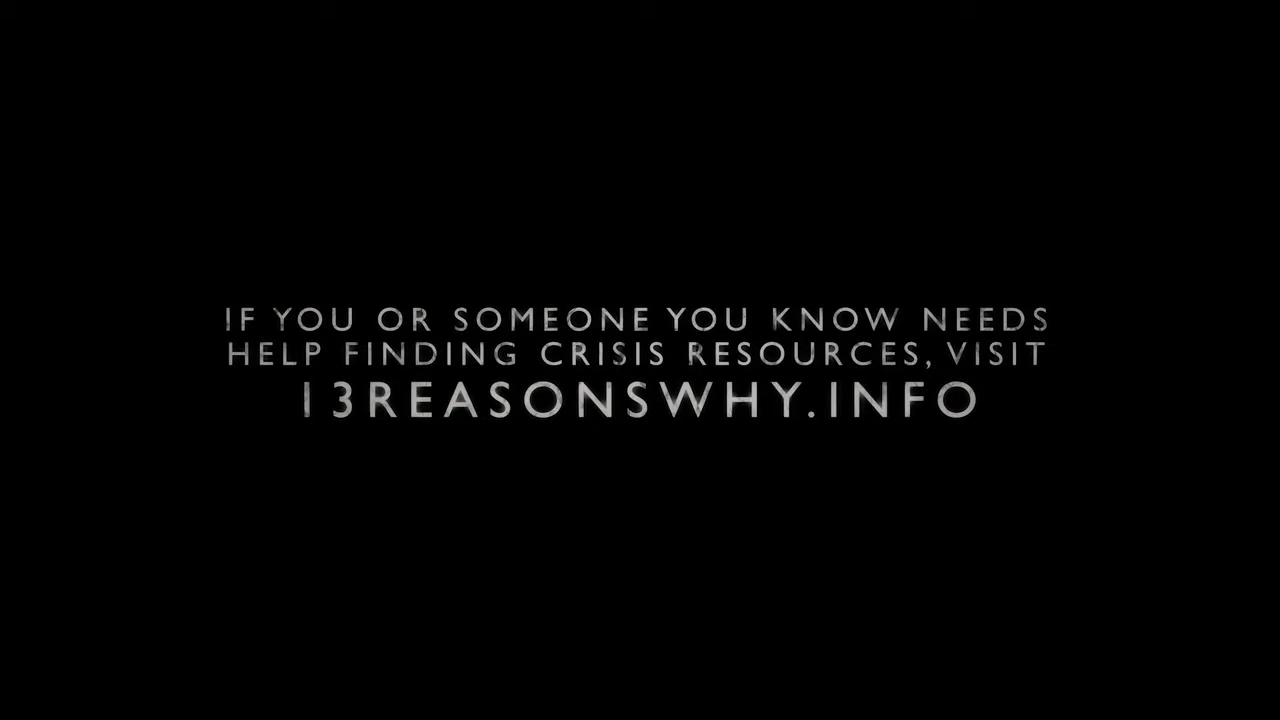 IF YOU OR SOMEONE YOU KNOW NEEDS
HELP FINDING CRISIS RESOURCES, VISIT
13REASONSWHY.INFO